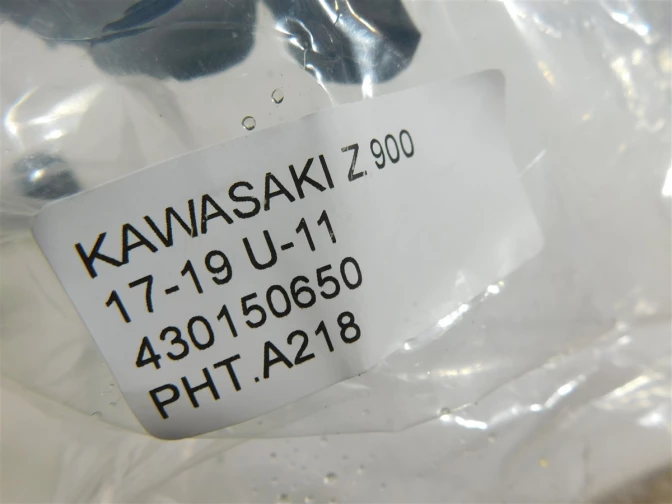 KAWASAKI Z.900
17-19 U-11
430150650
PHT.A218